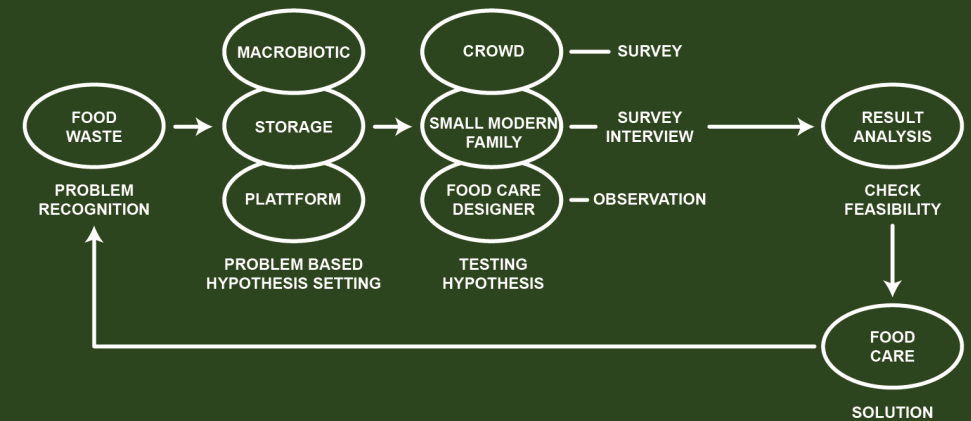 FOOD
WASTE
PROBLEM
RECOGNITION
MACROBIOTIC
STORAGE
PLATTFORM
PROBLEM BASED
HYPOTHESIS SETTING
CROWD
SMALL MODERN
FAMILY
FOOD CARE
DESIGNER
TESTING
HYPOTHESIS
SURVEY
SURVEY
INTERVIEW
OBSERVATION
RESULT
ANALYSIS
CHECK
FEASIBILITY
FOOD
CARE
SOLUTION